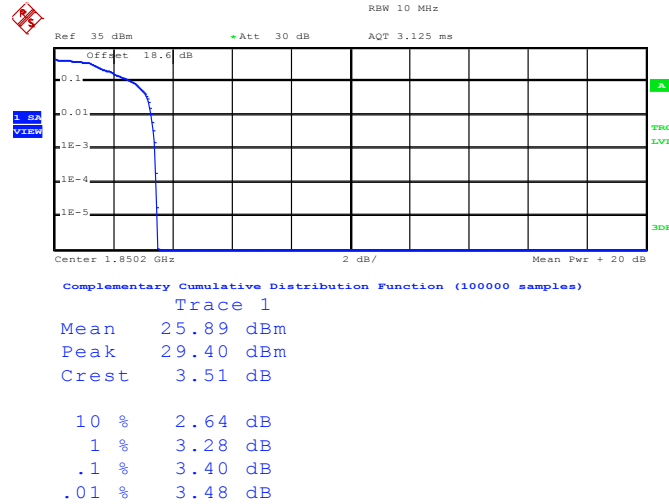 RBW 10 MHz
Ref 35 dBm *Att 30 dB AQT 3.125 ms
Offset 18.6 dB
0.1
A
0.01
1 SA
VIEW
TRG
LVL
1E-3
1E-4
1E-5
3DB
Center 1.8502 GHz 2 dB/ Mean Pwr + 20 dB
Complementary Cumulative Distribution Function (100000 samples)
Trace 1
Mean 25.89 dBm
Peak 29.40 dBm
Crest 3.51 dB
10 % 2.64 dB
1 % 3.28 dB
.1 % 3.40 dB
.01 % 3.48 dB